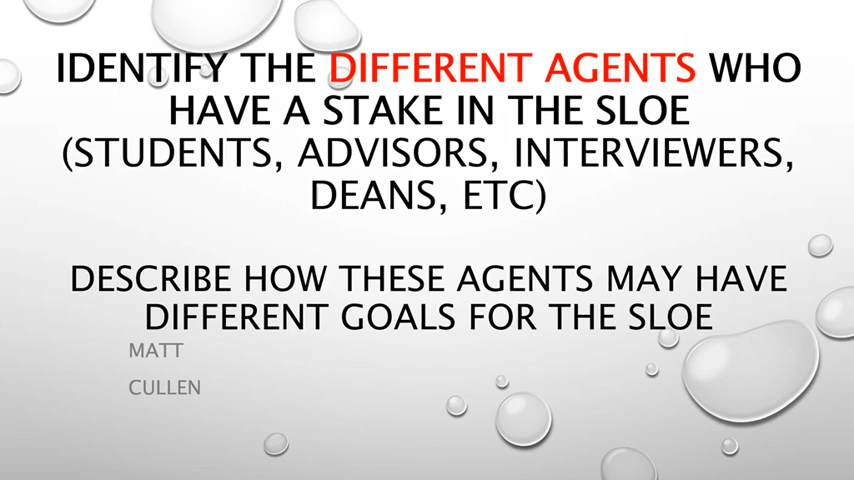 IDENTIFY THE DIFFERENT AGENTS WHO
HAVE A STAKE IN THE SLOE
(STUDENTS, ADVISORS, INTERVIEWERS,
DEANS, ETC)
DESCRIBE HOW THESE AGENTS MAY HAVE
DIFFERENT GOALS FOR THE SLOE
MATT
CULLEN